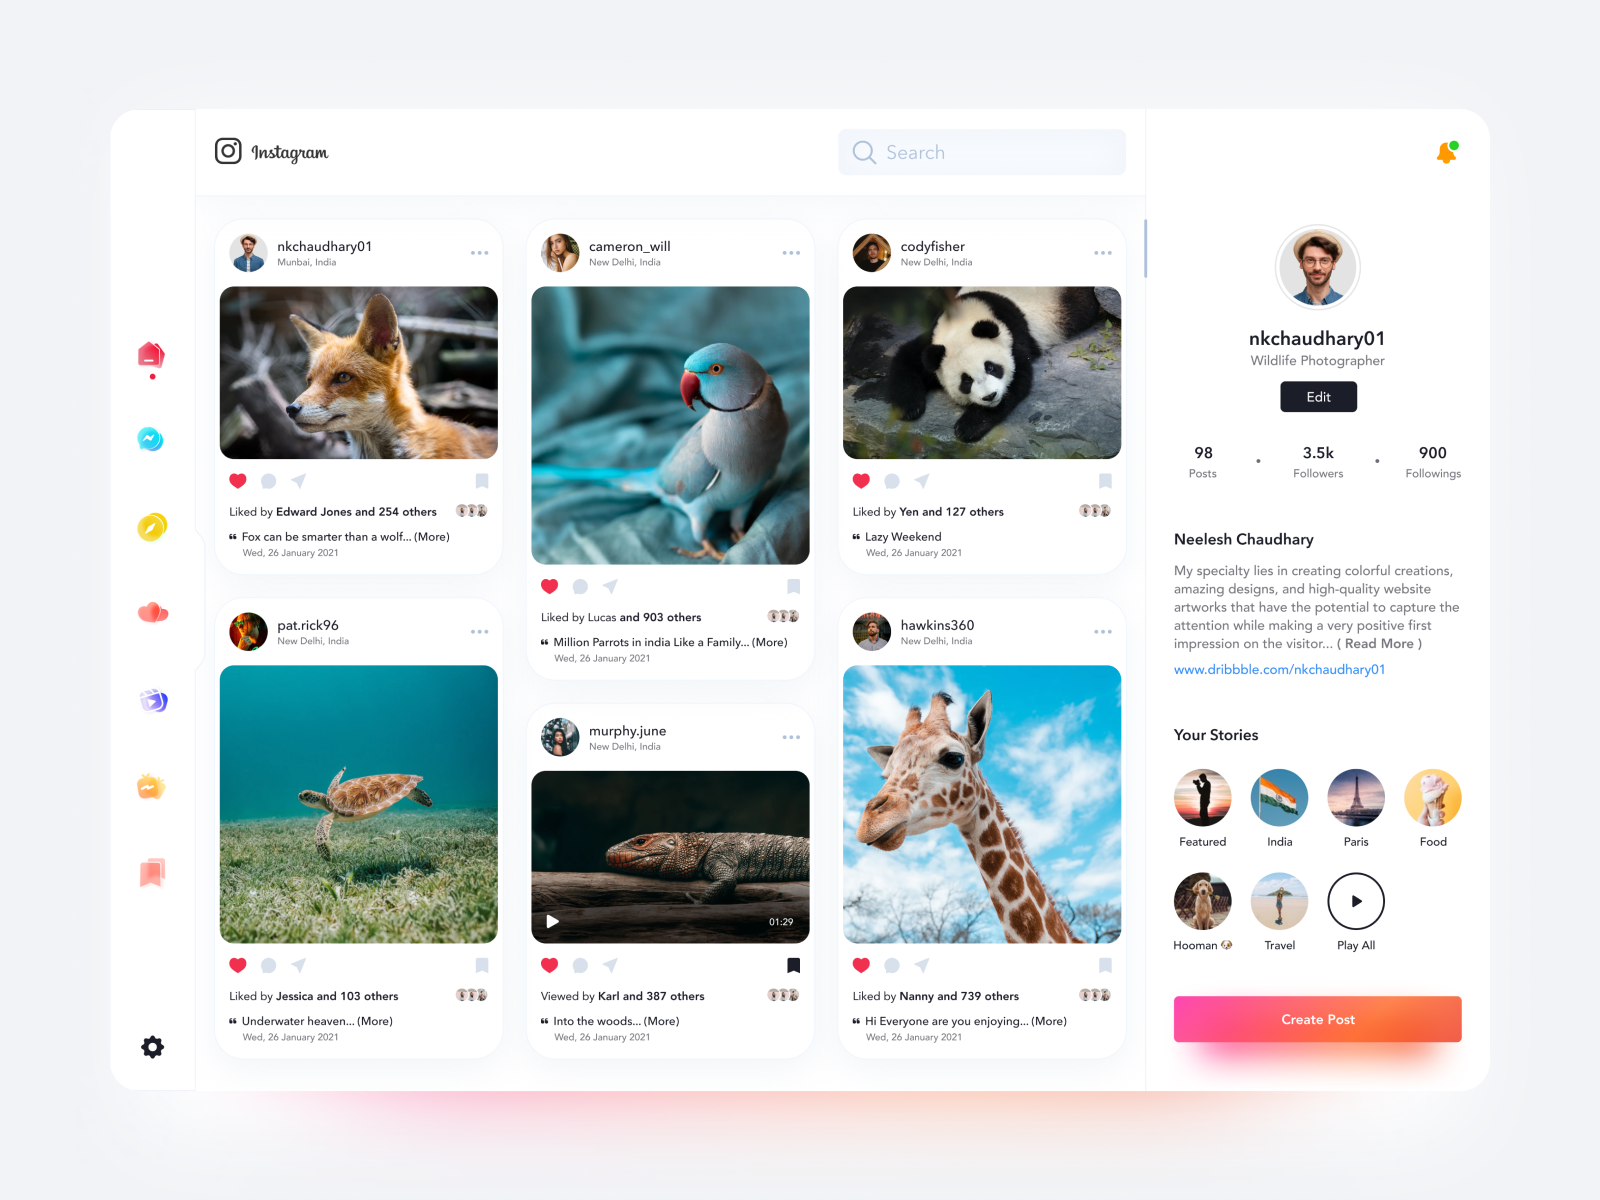 Instagram
Search
nkchaudhary01
Munbai, India
Liked by Edward Jones and 254 others
❝ Fox can be smarter than a wolf... (More)
Wed, 26 January 2021
pat.rick96
New Delhi, India
Liked by Jessica and 103 others
❝ Underwater heaven... (More)
Wed, 26 January 2021
cameron_will
New Delhi, India
Liked by Lucas and 903 others
❝ Million Parrots in india Like a Family... (More)
Wed, 26 January 2021
murphy.june
New Delhi, India
01:29
Viewed by Karl and 387 others
❝ Into the woods... (More)
Wed, 26 January 2021
codyfisher
New Delhi, India
Liked by Yen and 127 others
❝ Lazy Weekend
Wed, 26 January 2021
hawkins360
New Delhi, India
Liked by Nanny and 739 others
❝ Hi Everyone are you enjoying... (More)
Wed, 26 January 2021
nkchaudhary01
Wildlife Photographer
Edit
98 • 3.5k • 900
Posts Followers Followings
Neelesh Chaudhary
My specialty lies in creating colorful creations,
amazing designs, and high-quality website
artworks that have the potential to capture the
attention while making a very positive first
impression on the visitor... ( Read More )
www.dribbble.com/nkchaudhary01
Your Stories
Featured India Paris Food
Hooman 🐶 Travel Play All
Create Post